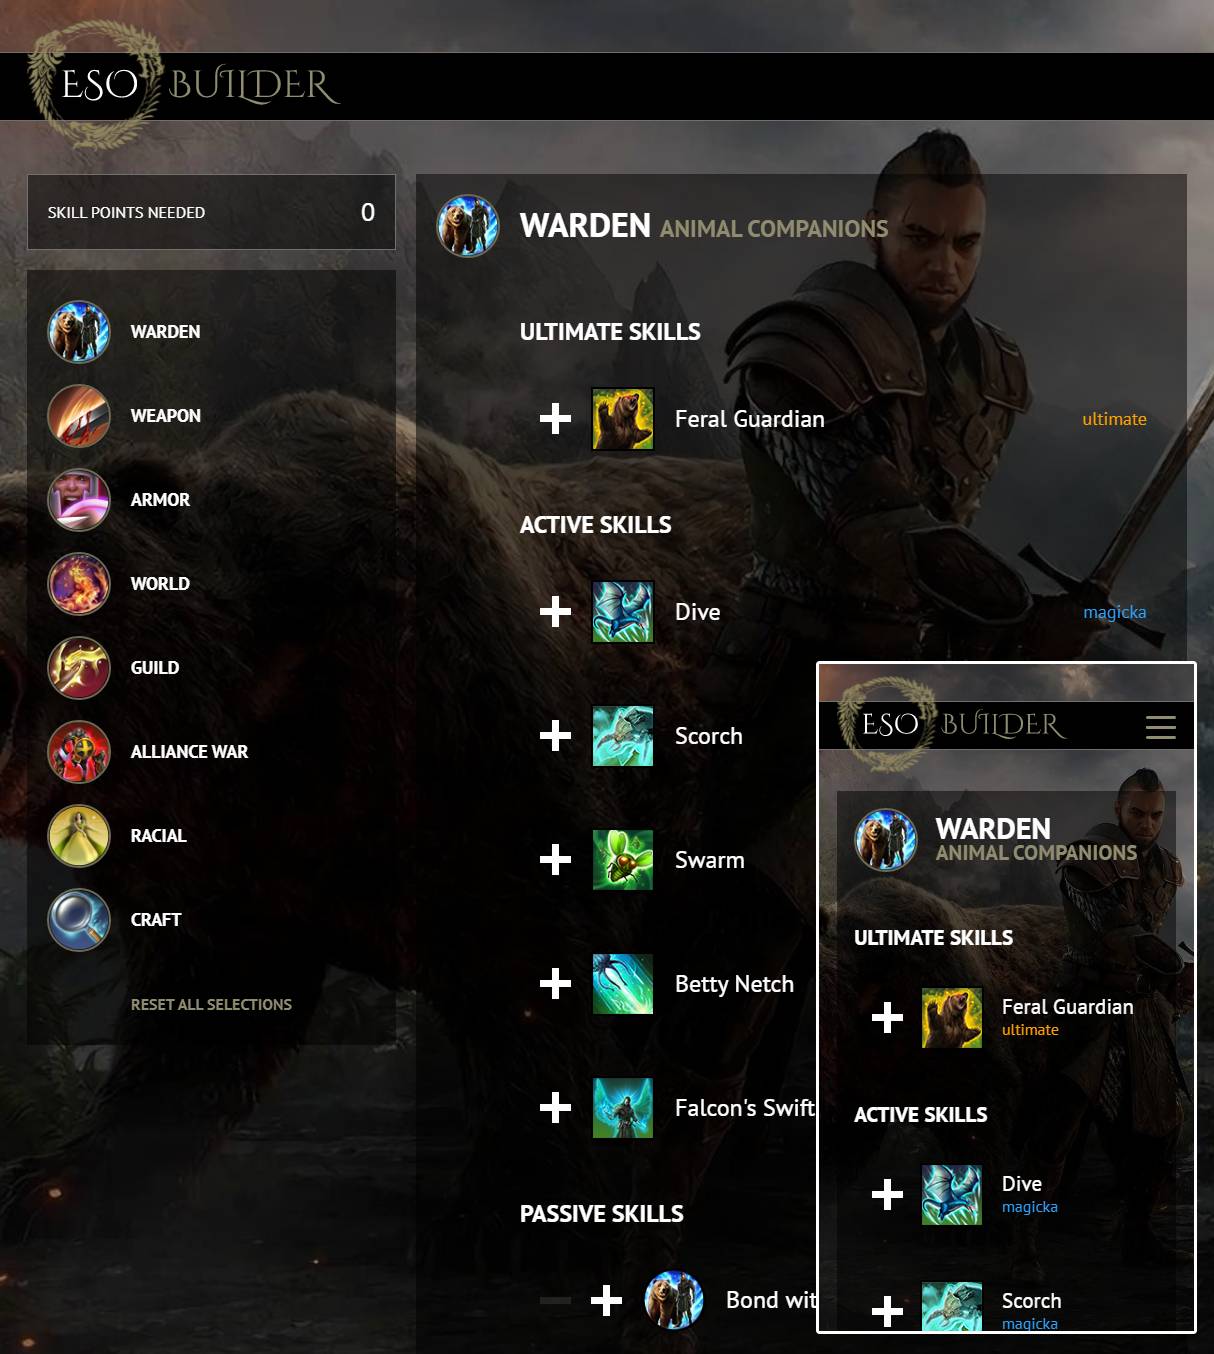 ESO BUILDER
SKILL POINTS NEEDED 0
WARDEN
WEAPON
ARMOR
WORLD
GUILD
ALLIANCE WAR
RACIAL
CRAFT
RESET ALL SELECTIONS
WARDEN ANIMAL COMPANIONS
ULTIMATE SKILLS
Feral Guardian ultimate
ACTIVE SKILLS
Dive magicka
Scorch
Swarm
Betty Netch
Falcon's Swift
PASSIVE SKILLS
Bond wit
ESO BUILDER
WARDEN
ANIMAL COMPANIONS
ULTIMATE SKILLS
Feral Guardian
ultimate
ACTIVE SKILLS
Dive
magicka
Scorch
magicka